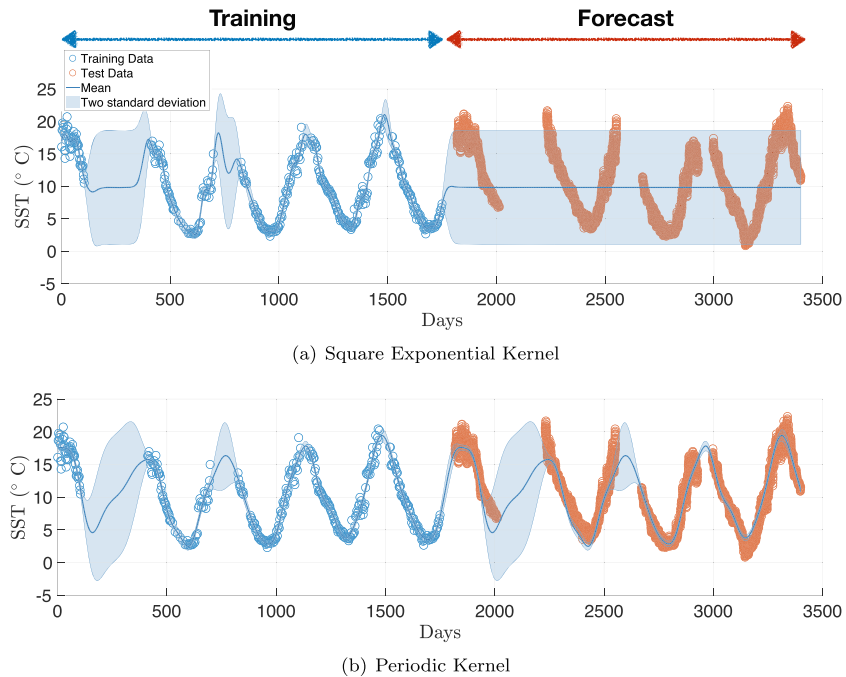 Training Forecast
Training Data
Test Data
Mean
Two standard deviation
25
20
15
10
5
0
-5
SST (° C)
0 500 1000 1500 2000 2500 3000 3500
Days
(a) Square Exponential Kernel
25
20
15
10
5
0
-5
SST (° C)
0 500 1000 1500 2000 2500 3000 3500
Days
(b) Periodic Kernel